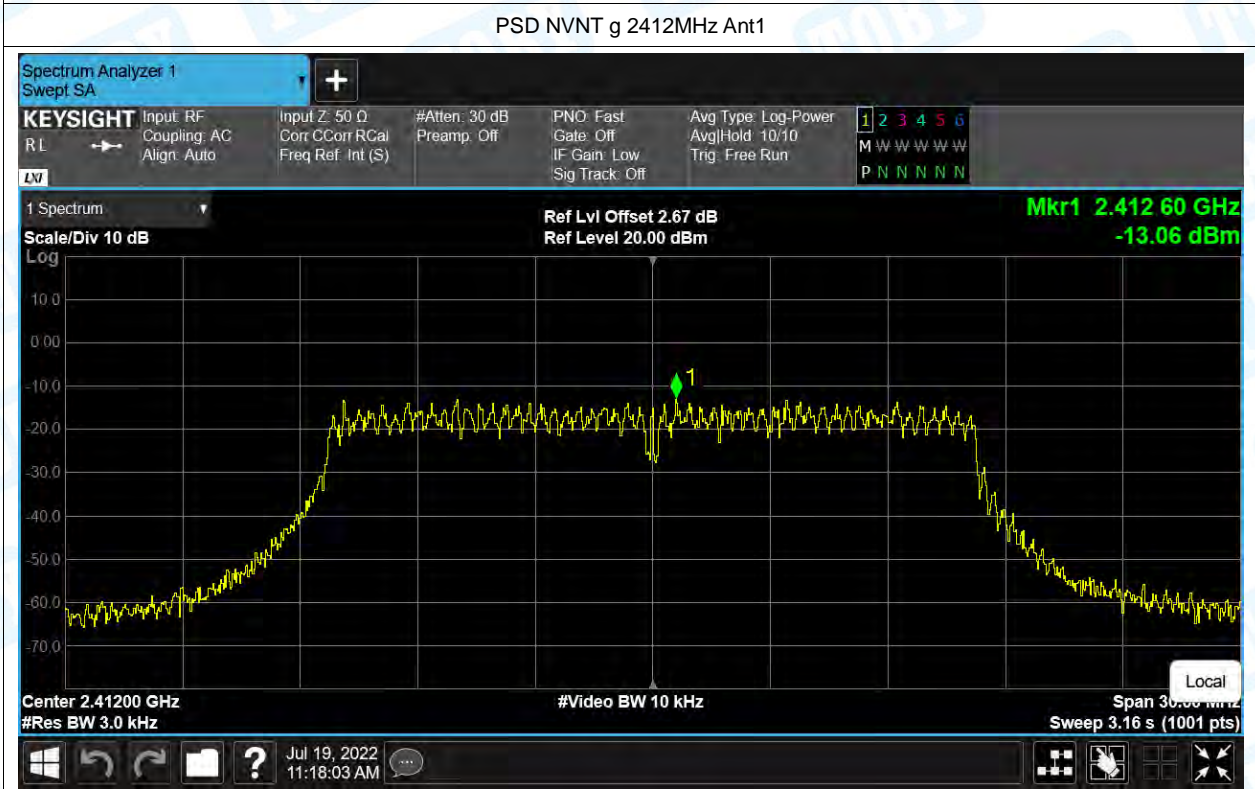 PSD NVNT g 2412MHz Ant1
Spectrum Analyzer 1
Swept SA
KEYSIGHT
RL
LXI
Input: RF
Coupling: AC
Align: Auto
Input Z: 50 Ω
Corr CCorr RCal
Freq Ref: Int (S)
#Atten: 30 dB
Preamp: Off
PNO: Fast
Gate: Off
IF Gain: Low
Sig Track: Off
Avg Type: Log-Power
Avg|Hold: 10/10
Trig: Free Run
1 2 3 4 5 6
M W W W W W
P N N N N N
1 Spectrum
Scale/Div 10 dB
Log
Ref Lvl Offset 2.67 dB
Ref Level 20.00 dBm
Mkr1 2.412 60 GHz
-13.06 dBm
10.0
0.00
-10.0
1
-20.0
-30.0
-40.0
-50.0
-60.0
-70.0
Local
Center 2.41200 GHz
#Res BW 3.0 kHz
#Video BW 10 kHz
Span 30.00 MHz
Sweep 3.16 s (1001 pts)
Jul 19, 2022
11:18:03 AM